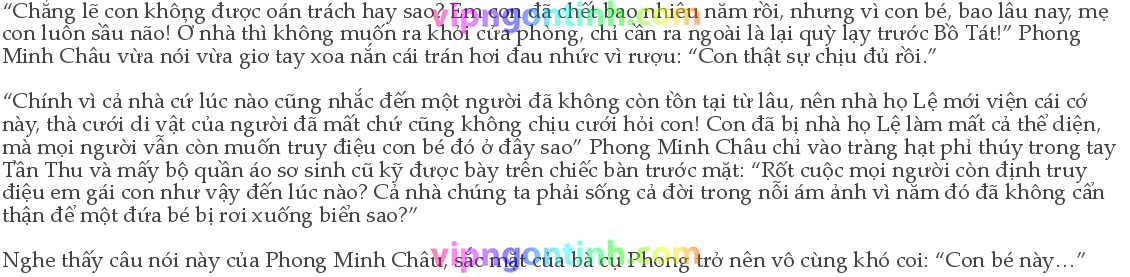 “Chẳng lẽ con không được oán trách hay sao? Em con đã chết bao nhiêu năm rồi, nhưng vì con bé, bao lâu nay, mẹ
con luôn sầu não! Ở nhà thì không muốn ra khỏi cửa phòng, chỉ cần ra ngoài là lại quỳ lạy trước Bồ Tát!” Phong
Minh Châu vừa nói vừa giơ tay xoa nắn cái trán hơi đau nhức vì rượu: “Con thật sự chịu đủ rồi.”
“Chính vì cả nhà cứ lúc nào cũng nhắc đến một người đã không còn tồn tại từ lâu, nên nhà họ Lệ mới viện cái cớ
này, thà cưới di vật của người đã mất chứ cũng không chịu cưới hỏi con! Con đã bị nhà họ Lệ làm mất cả thể diện,
mà mọi người vẫn còn muốn truy điệu con bé đó ở đây sao” Phong Minh Châu chỉ vào tràng hạt phỉ thúy trong tay
Tần Thu và mấy bộ quần áo sơ sinh cũ kỹ được bày trên chiếc bàn trước mặt: “Rốt cuộc mọi người còn định truy
điệu em gái con như vậy đến lúc nào? Cả nhà chúng ta phải sống cả đời trong nỗi ám ảnh vì năm đó đã không cẩn
thận để một đứa bé bị rơi xuống biển sao?”
Nghe thấy câu nói này của Phong Minh Châu, sắc mặt của bà cụ Phong trở nên vô cùng khó coi: “Con bé này…”
vipngontinh.com
vipngontinh.com